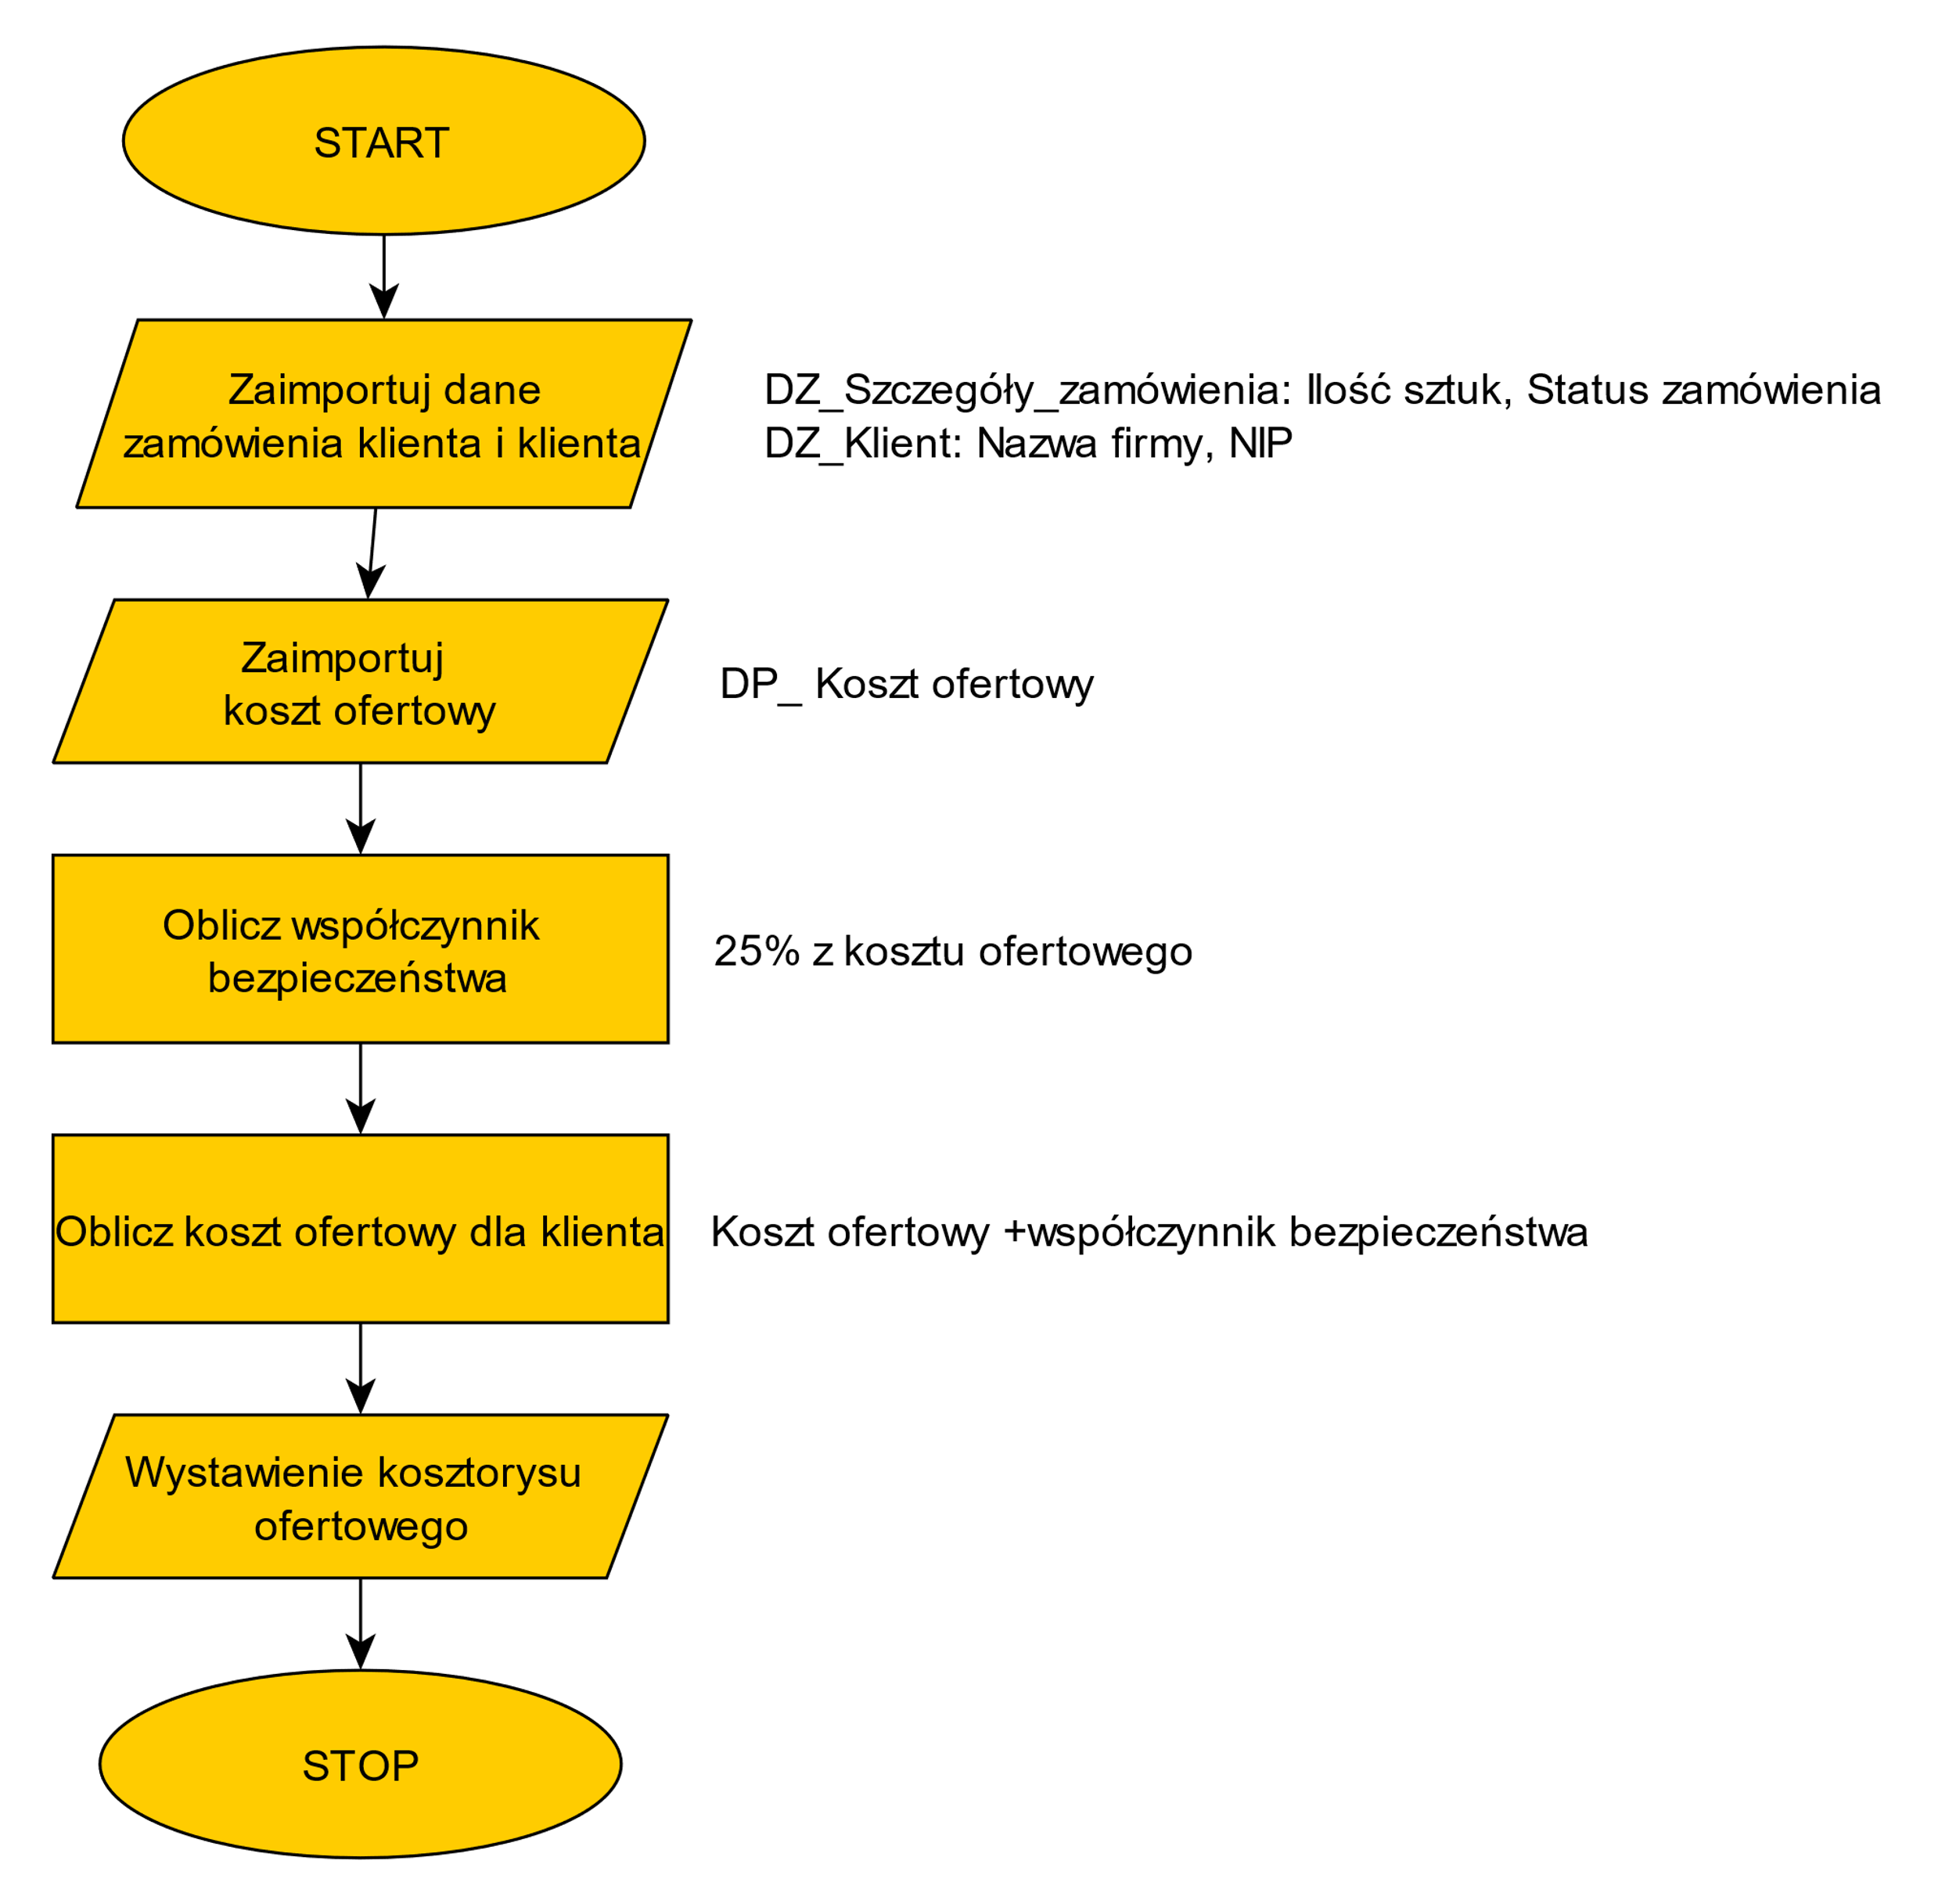 START
Zaimportuj dane
zamówienia klienta i klienta
DZ_Szczegóły_zamówienia: Ilość sztuk, Status zamówienia
DZ_Klient: Nazwa firmy, NIP
Zaimportuj
koszt ofertowy
DP_ Koszt ofertowy
Oblicz współczynnik
bezpieczeństwa
25% z kosztu ofertowego
Oblicz koszt ofertowy dla klienta
Koszt ofertowy +współczynnik bezpieczeństwa
Wystawienie kosztorysu
ofertowego
STOP